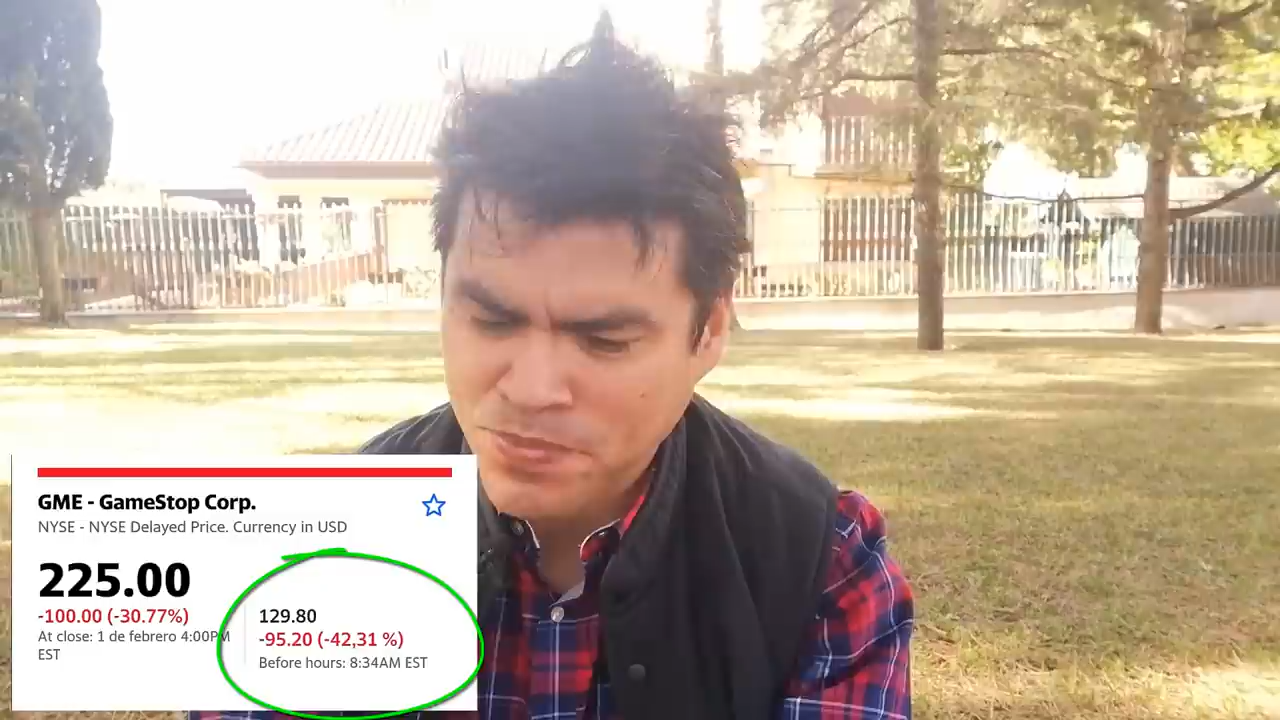 GME - GameStop Corp.
NYSE - NYSE Delayed Price. Currency in USD
225.00
-100.00 (-30.77%)
At close: 1 de febrero 4:00PM
EST
129.80
-95.20 (-42,31 %)
Before hours: 8:34AM EST